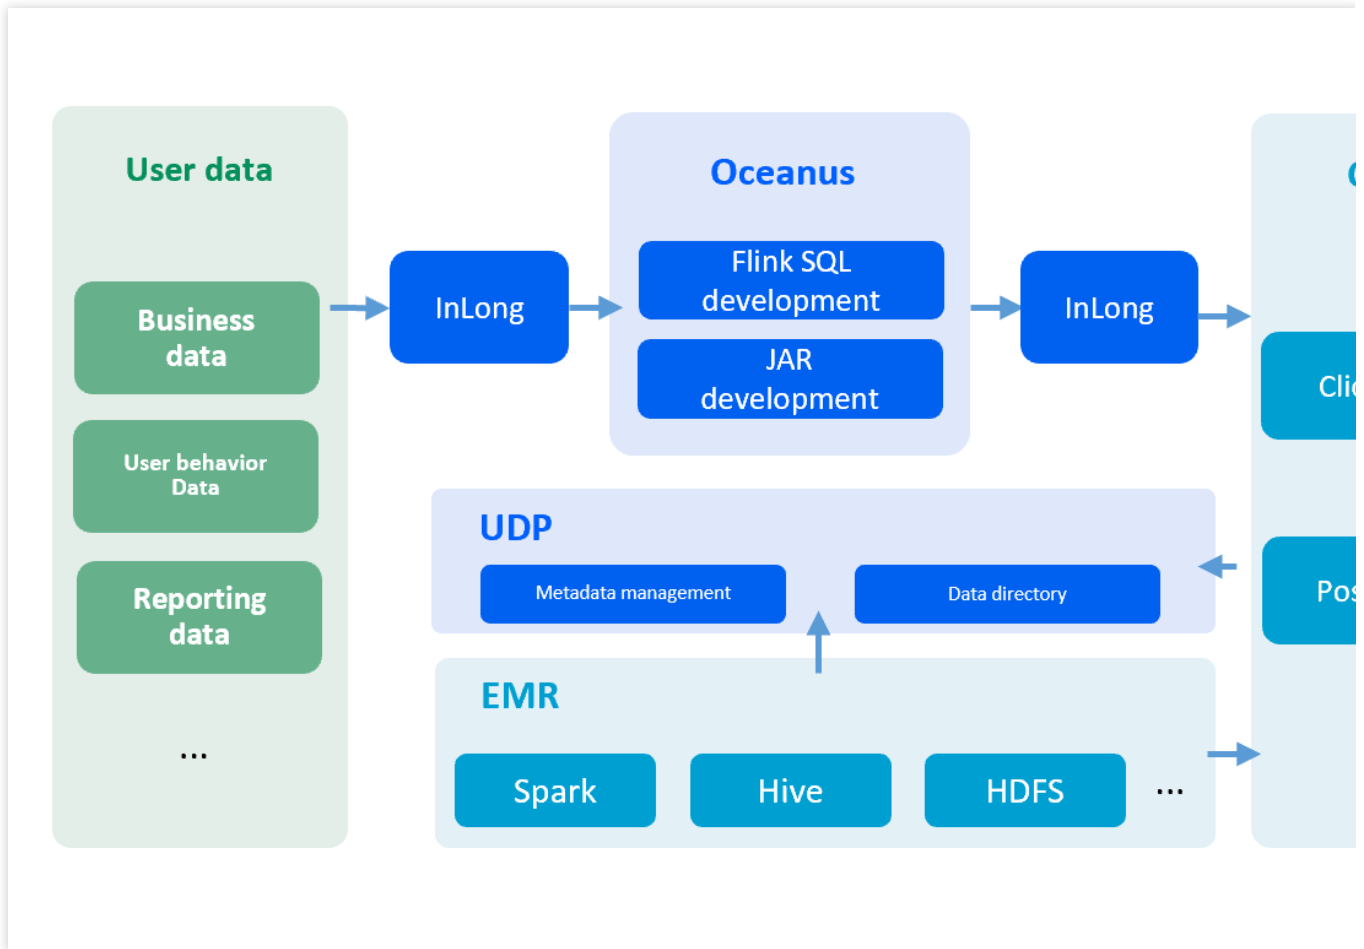 User data
Business
data
User behavior
Data
Reporting
data
...
InLong
Oceanus
Flink SQL
development
JAR
development
InLong
UDP
Metadata management
Data directory
EMR
Spark
Hive
HDFS
...